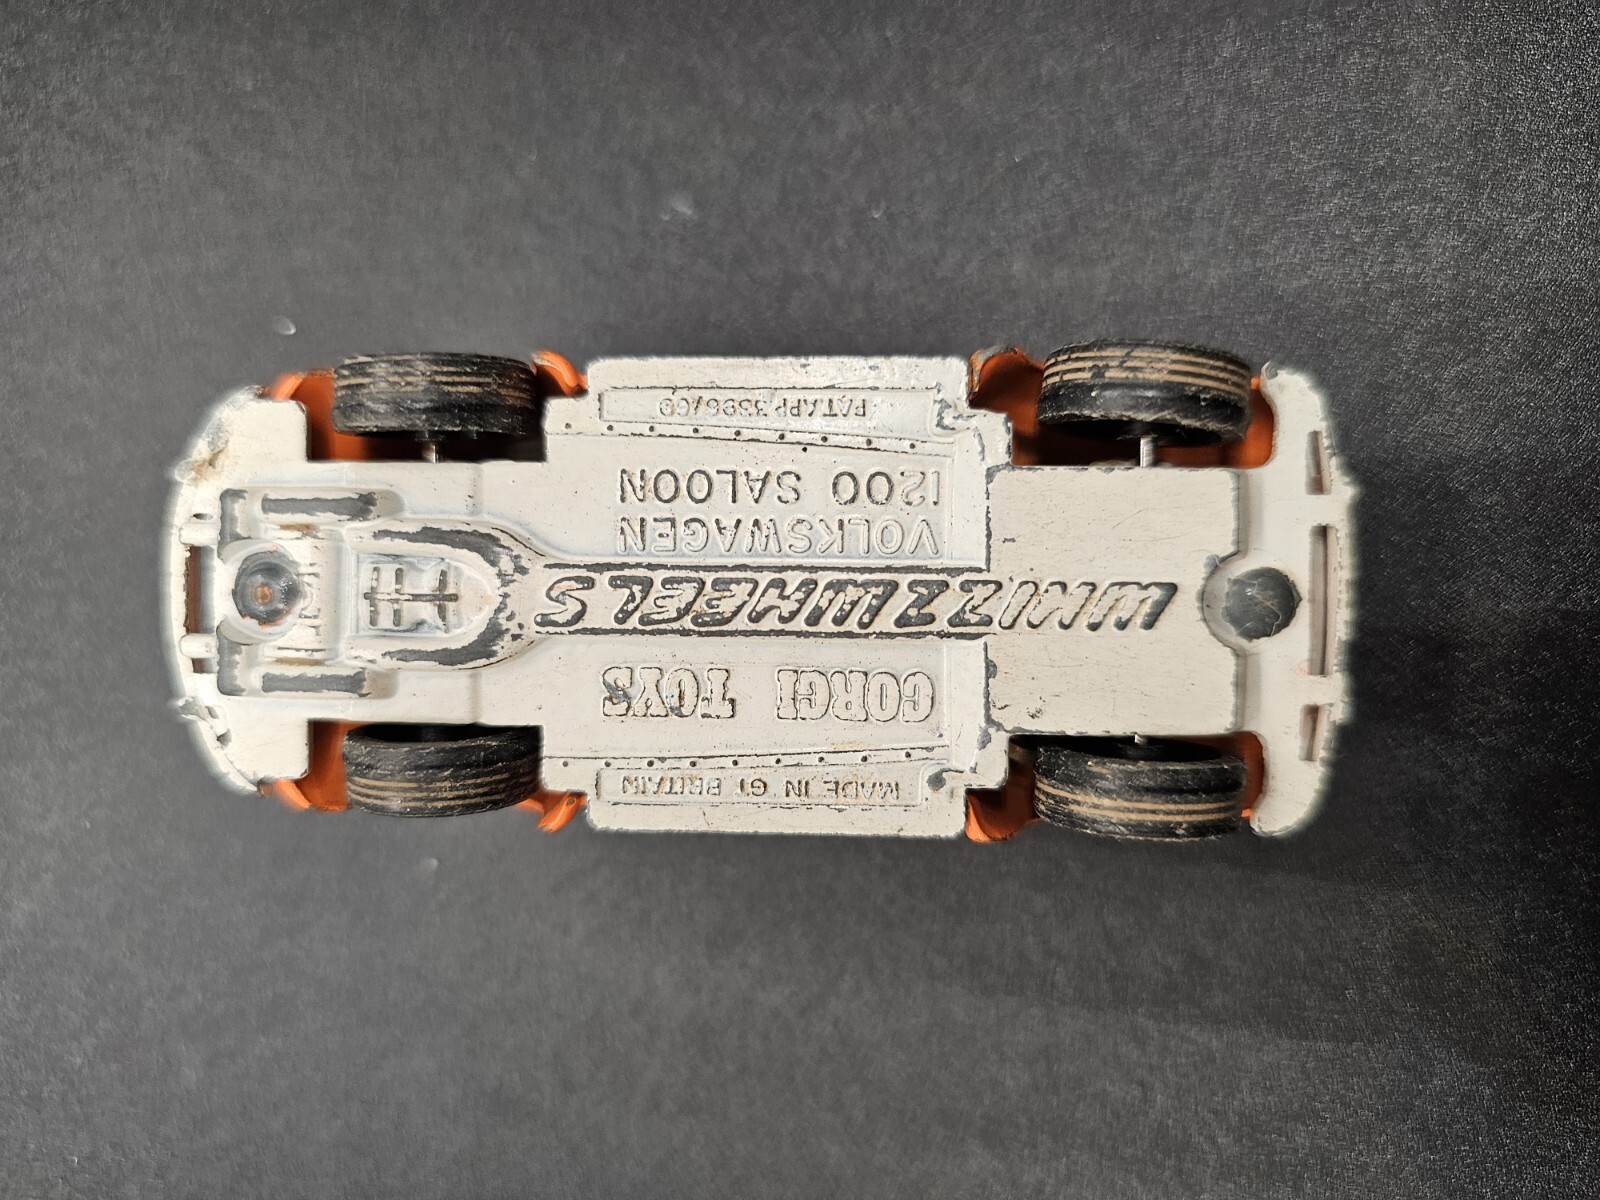 MADE IN GT BRITAIN
CORGI TOYS
WHIZZWHEELS
VOLKSWAGEN
1200 SALOON
PAT.APP 3396/69